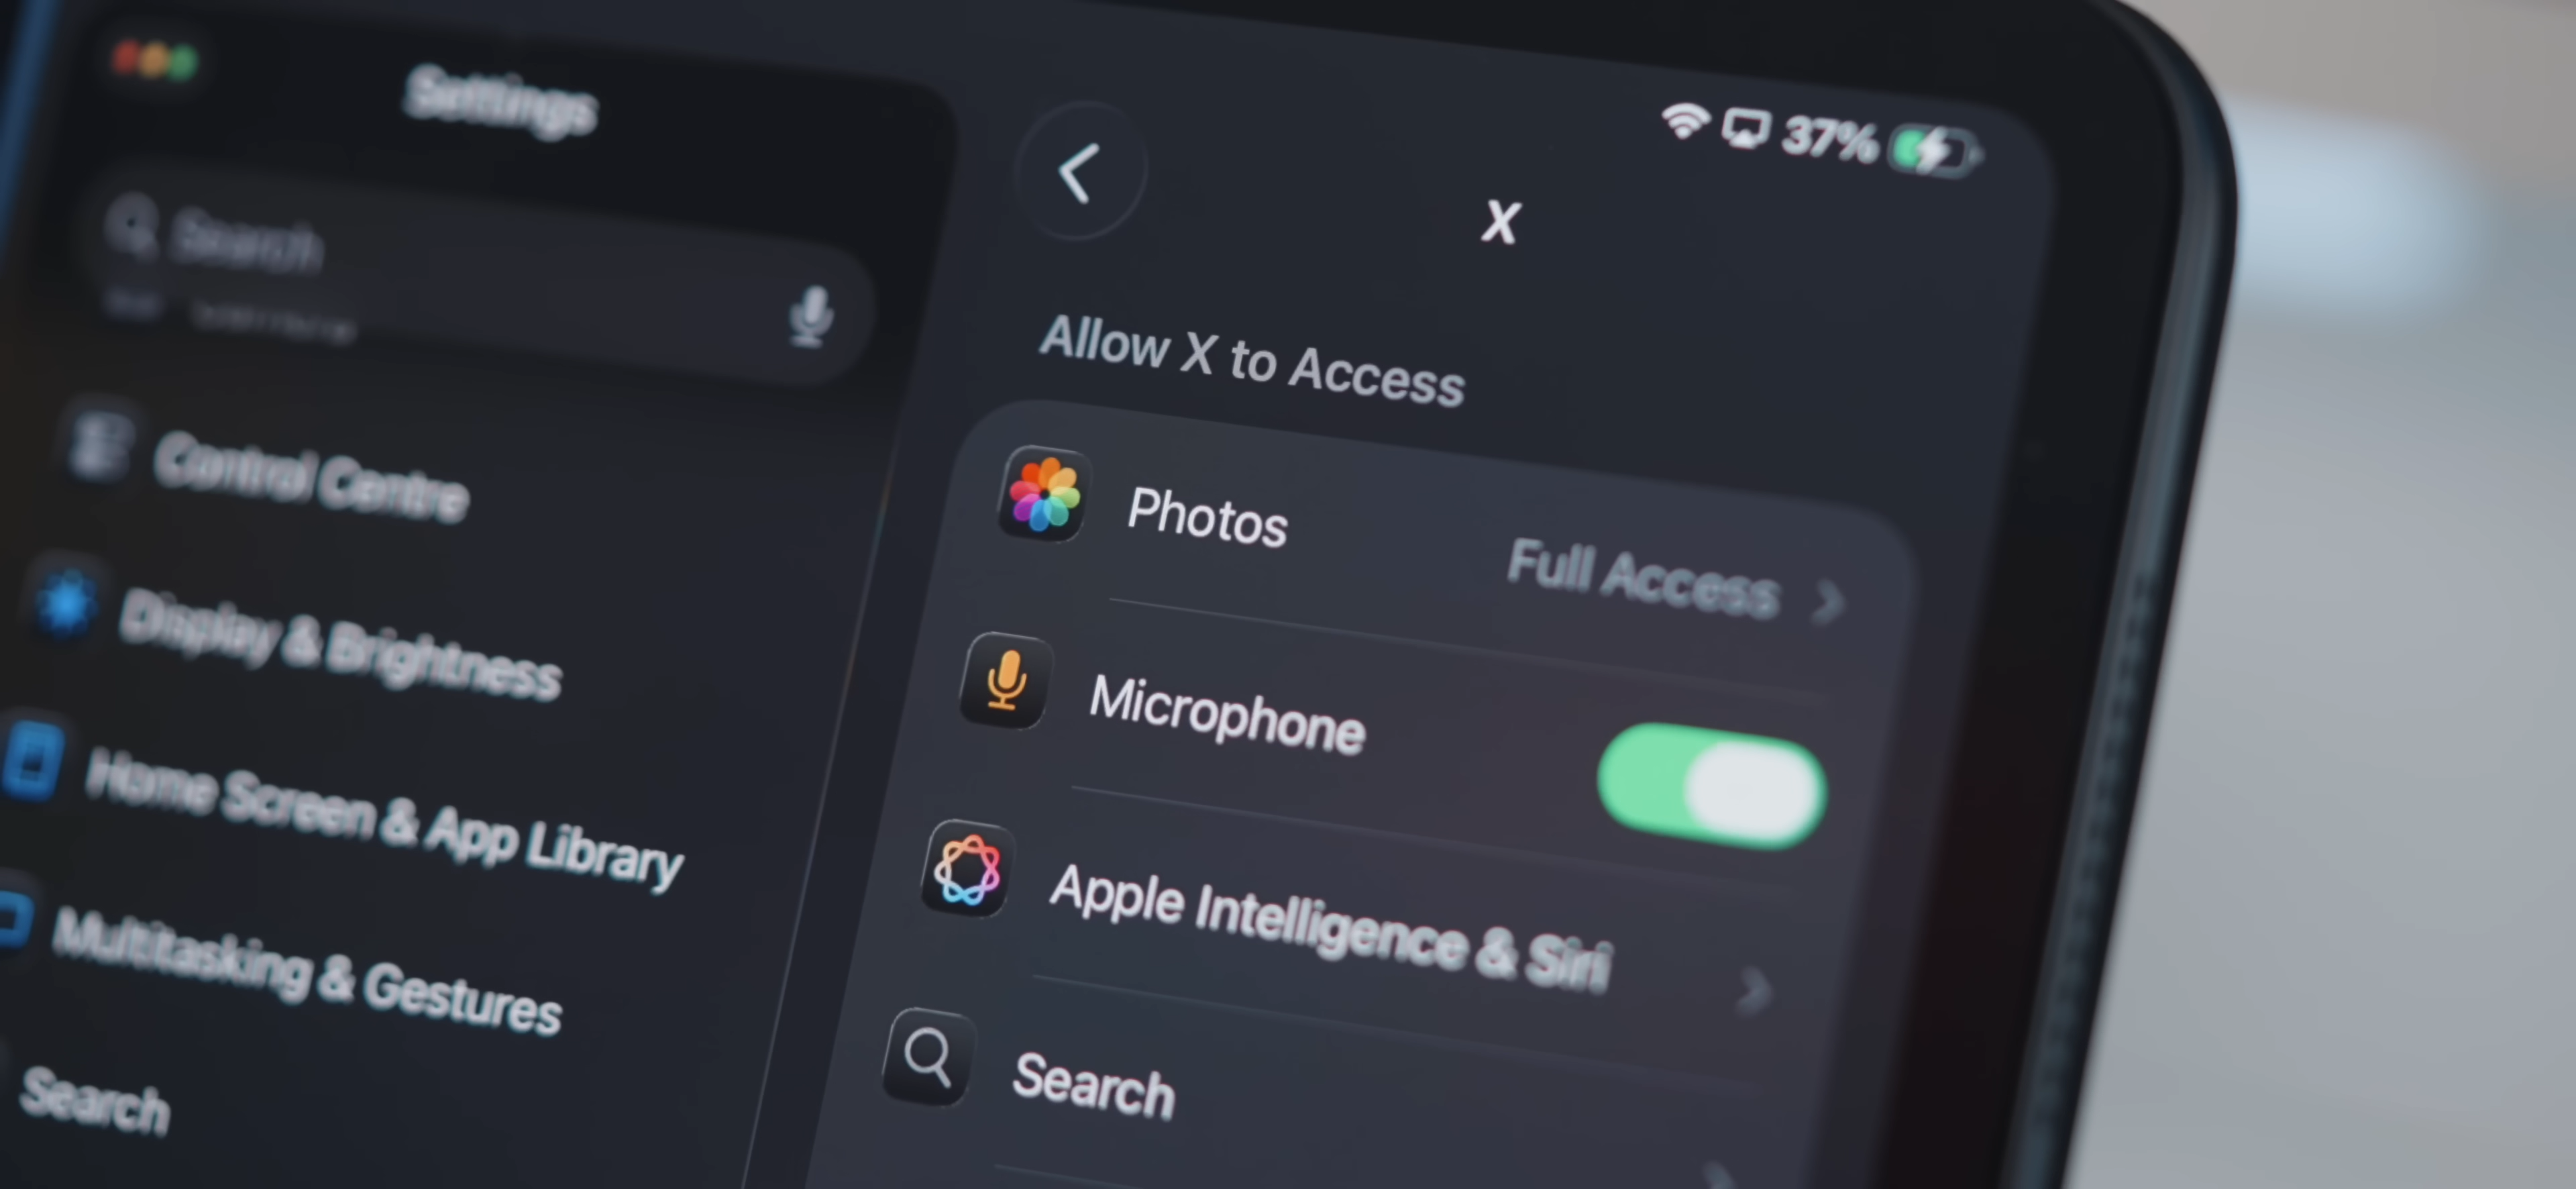 Settings
Search
Control Centre
Display & Brightness
Home Screen & App Library
Multitasking & Gestures
Search
37%
X
Allow X to Access
Photos
Full Access
Microphone
Apple Intelligence & Siri
Search